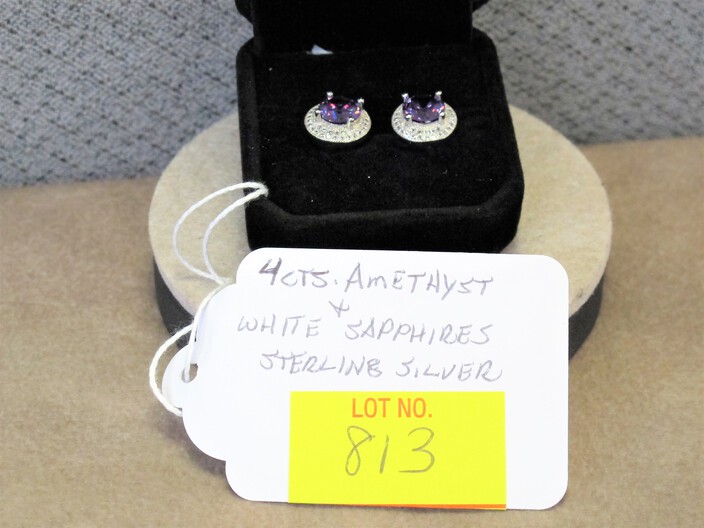 4CTS. AMETHYST
&
WHITE SAPPHIRES
STERLING SILVER
LOT NO.
813